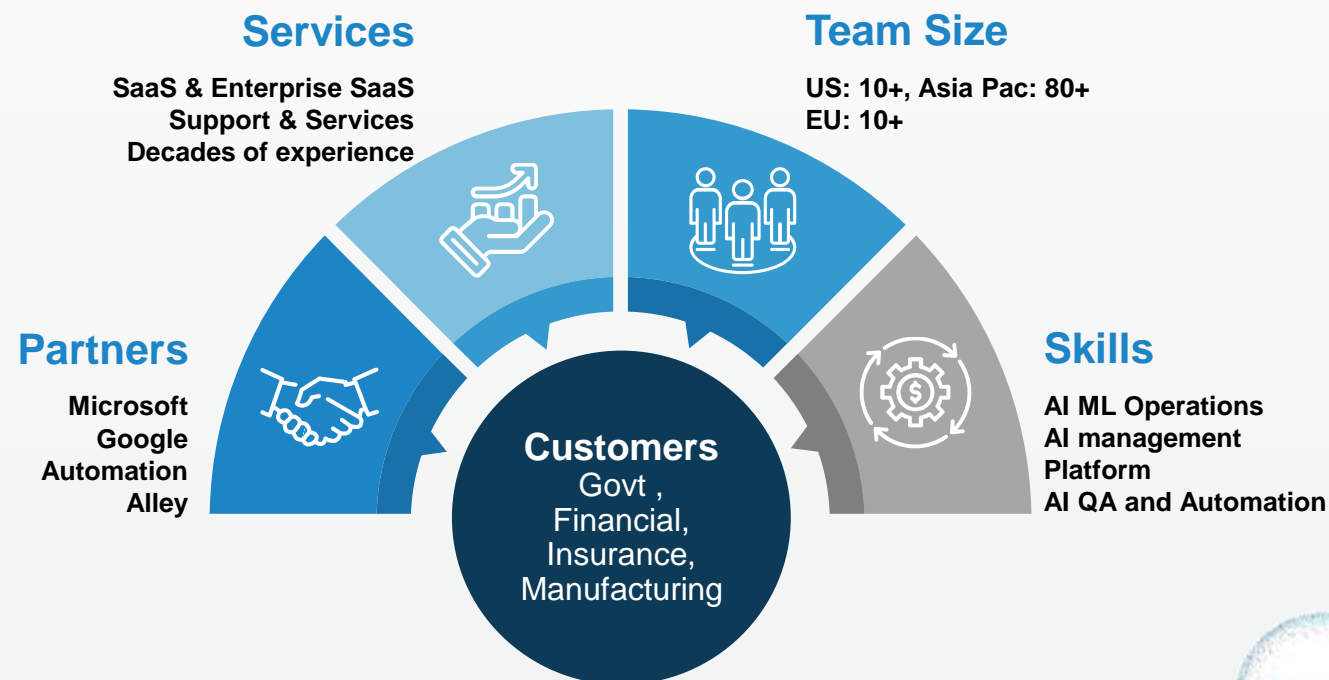 Services
SaaS & Enterprise SaaS
Support & Services
Decades of experience
Team Size
US: 10+, Asia Pac: 80+
EU: 10+
Partners
Microsoft
Google
Automation
Alley
Skills
AI ML Operations
AI management
Platform
AI QA and Automation
Customers
Govt ,
Financial,
Insurance,
Manufacturing
$